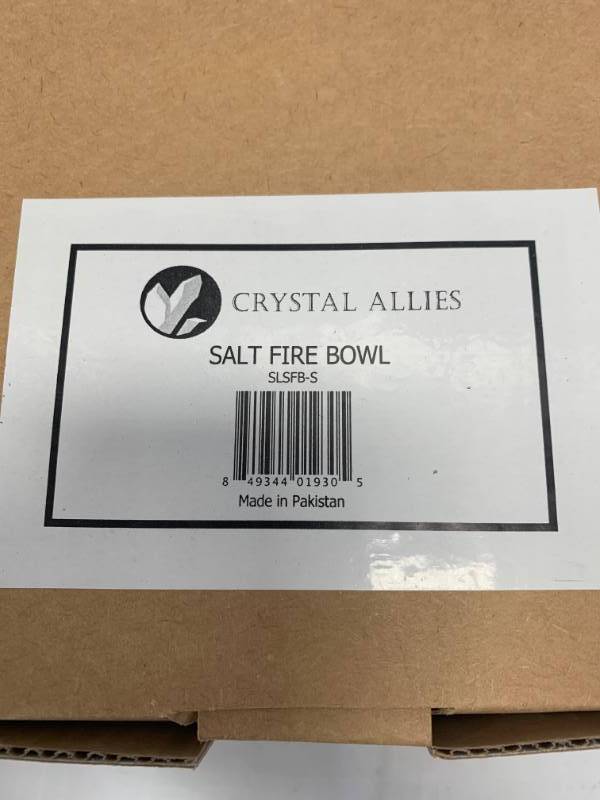 CRYSTAL ALLIES
SALT FIRE BOWL
SLSFB-S
8 49344 01930 5
Made in Pakistan